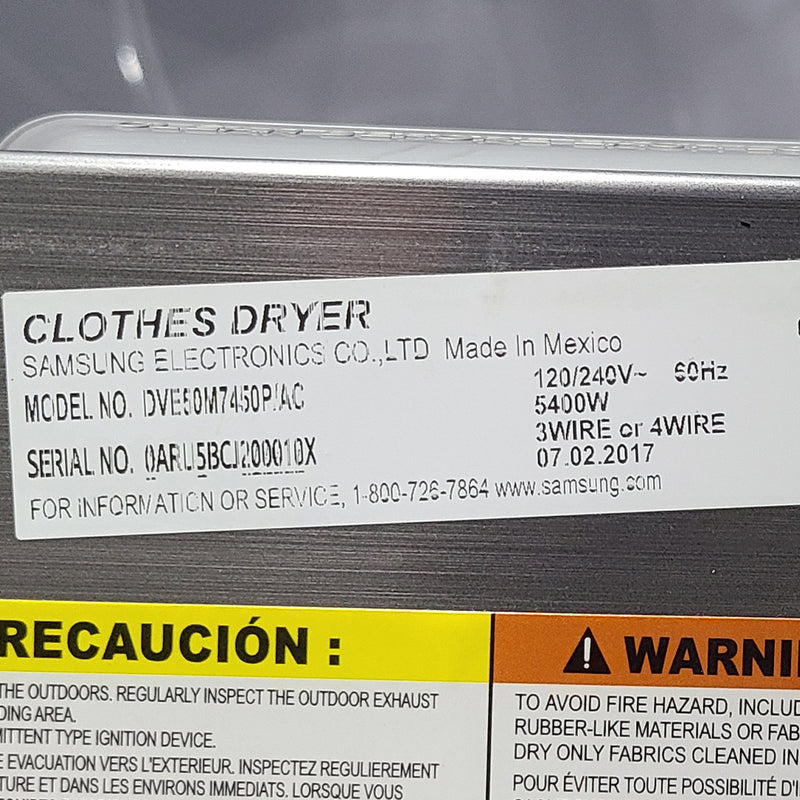 CLOTHES DRYER
SAMSUNG ELECTRONICS CO.,LTD Made In Mexico
MODEL NO. DVE50M7450P/AC
120/240V~ 60Hz
5400W
3WIRE or 4WIRE
SERIAL NO. 0ARU5BCJ200010X
07.02.2017
FOR INFORMATION OR SERVICE, 1-800-726-7864 www.samsung.com
RECAUCIÓN :
THE OUTDOORS. REGULARLY INSPECT THE OUTDOOR EXHAUST
DING AREA.
MITTENT TYPE IGNITION DEVICE.
E EVACUATION VERS L'EXTERIEUR. INSPECTEZ REGULIEREMENT
TURE ET DANS LES ENVIRONS IMMEDIATS. LORSQUE VOUS
WARNI
TO AVOID FIRE HAZARD, INCLUD
RUBBER-LIKE MATERIALS OR FAB
DRY ONLY FABRICS CLEANED IN
POUR ÉVITER TOUTE POSSIBILITÉ D'I